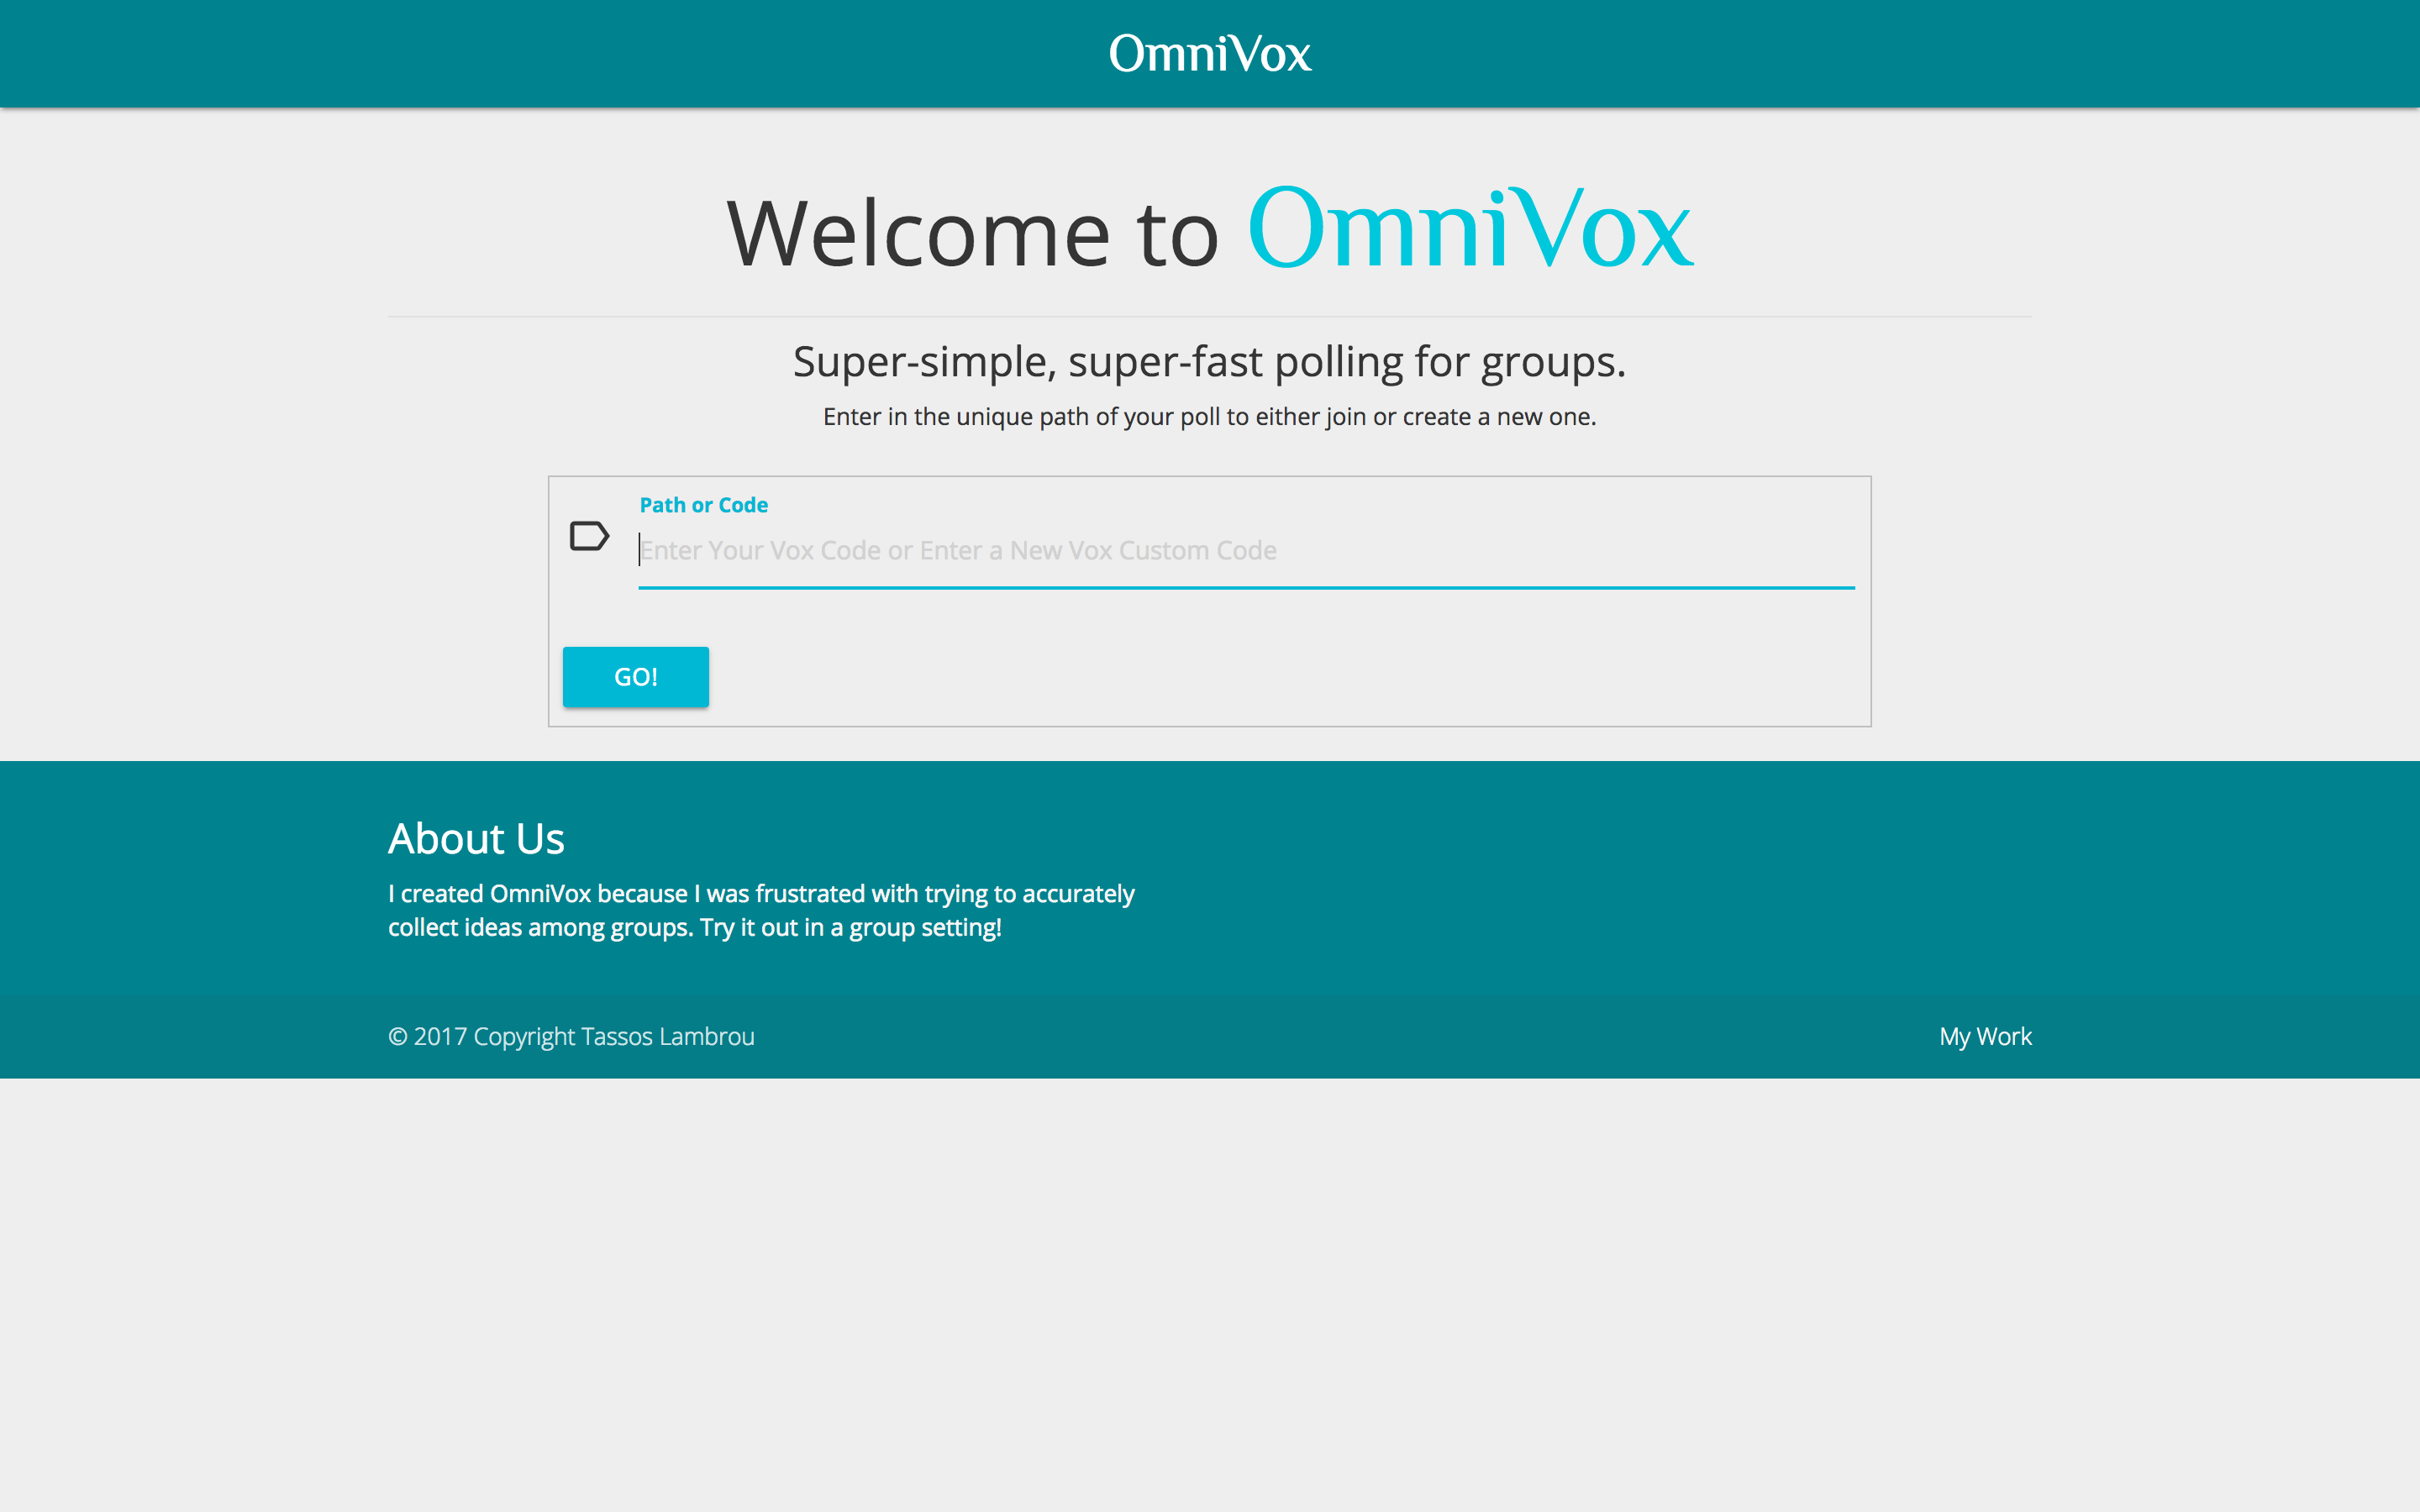 OmniVox
Welcome to OmniVox
Super-simple, super-fast polling for groups.
Enter in the unique path of your poll to either join or create a new one.
Path or Code
Enter Your Vox Code or Enter a New Vox Custom Code
GO!
About Us
I created OmniVox because I was frustrated with trying to accurately
collect ideas among groups. Try it out in a group setting!
© 2017 Copyright Tassos Lambrou
My Work